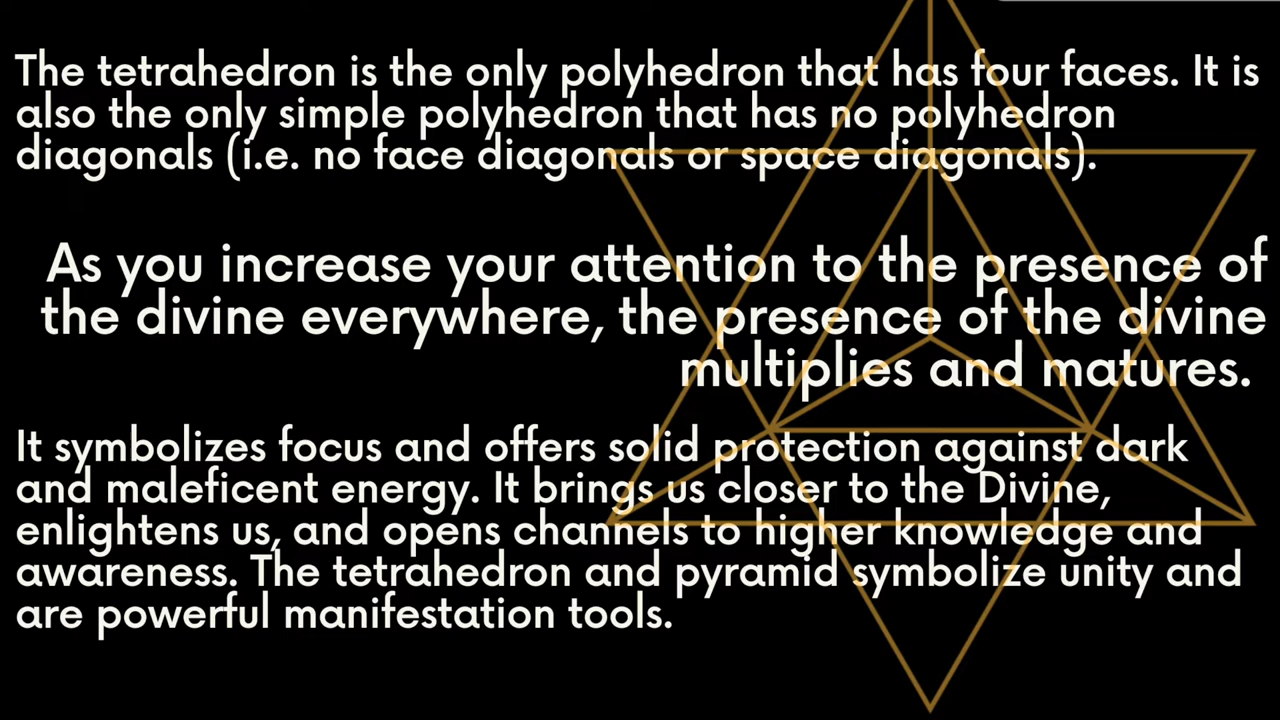 The tetrahedron is the only polyhedron that has four faces. It is
also the only simple polyhedron that has no polyhedron
diagonals (i.e. no face diagonals or space diagonals).
As you increase your attention to the presence of
the divine everywhere, the presence of the divine
multiplies and matures.
It symbolizes focus and offers solid protection against dark
and maleficent energy. It brings us closer to the Divine,
enlightens us, and opens channels to higher knowledge and
awareness. The tetrahedron and pyramid symbolize unity and
are powerful manifestation tools.